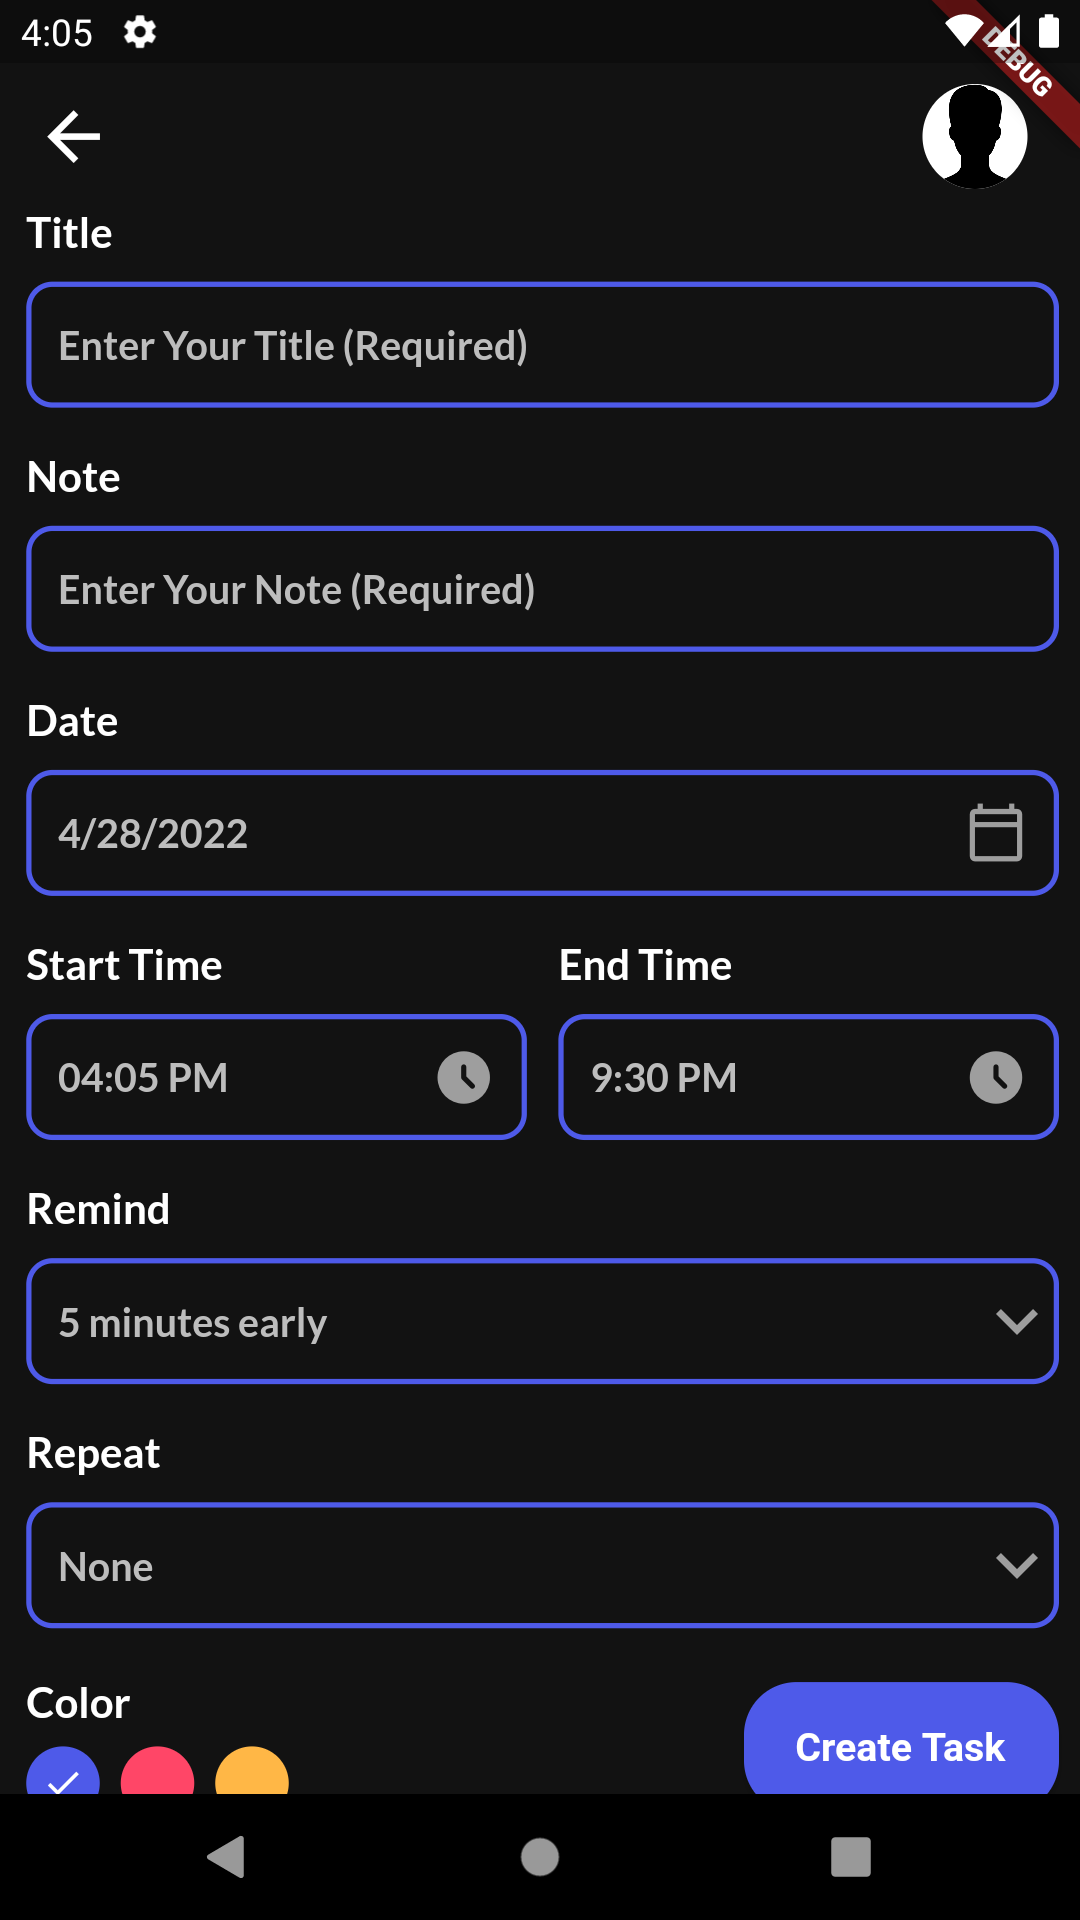 4:05
DEBUG
Title
Enter Your Title (Required)
Note
Enter Your Note (Required)
Date
4/28/2022
Start Time
End Time
04:05 PM
9:30 PM
Remind
5 minutes early
Repeat
None
Color
Create Task